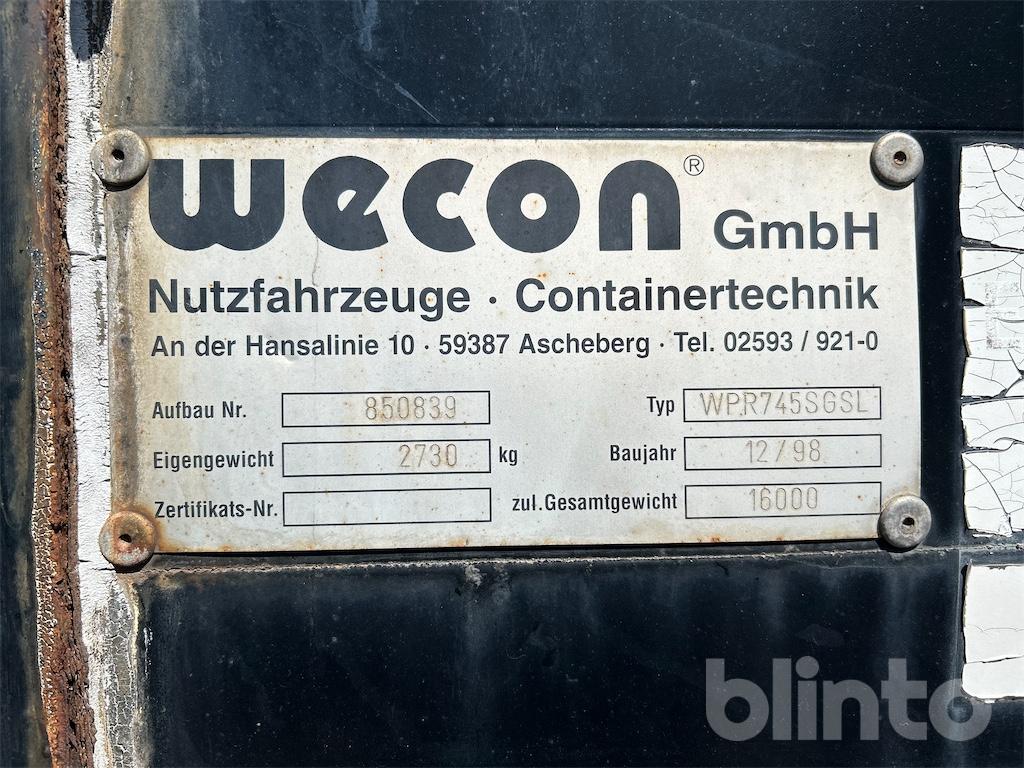 wecon® GmbH
Nutzfahrzeuge · Containertechnik
An der Hansalinie 10 · 59387 Ascheberg · Tel. 02593 / 921-0
Aufbau Nr. 850839 Typ WPR745SGSL
Eigengewicht 2730 kg Baujahr 12/98
Zertifikats-Nr. zul.Gesamtgewicht 16000
blinto